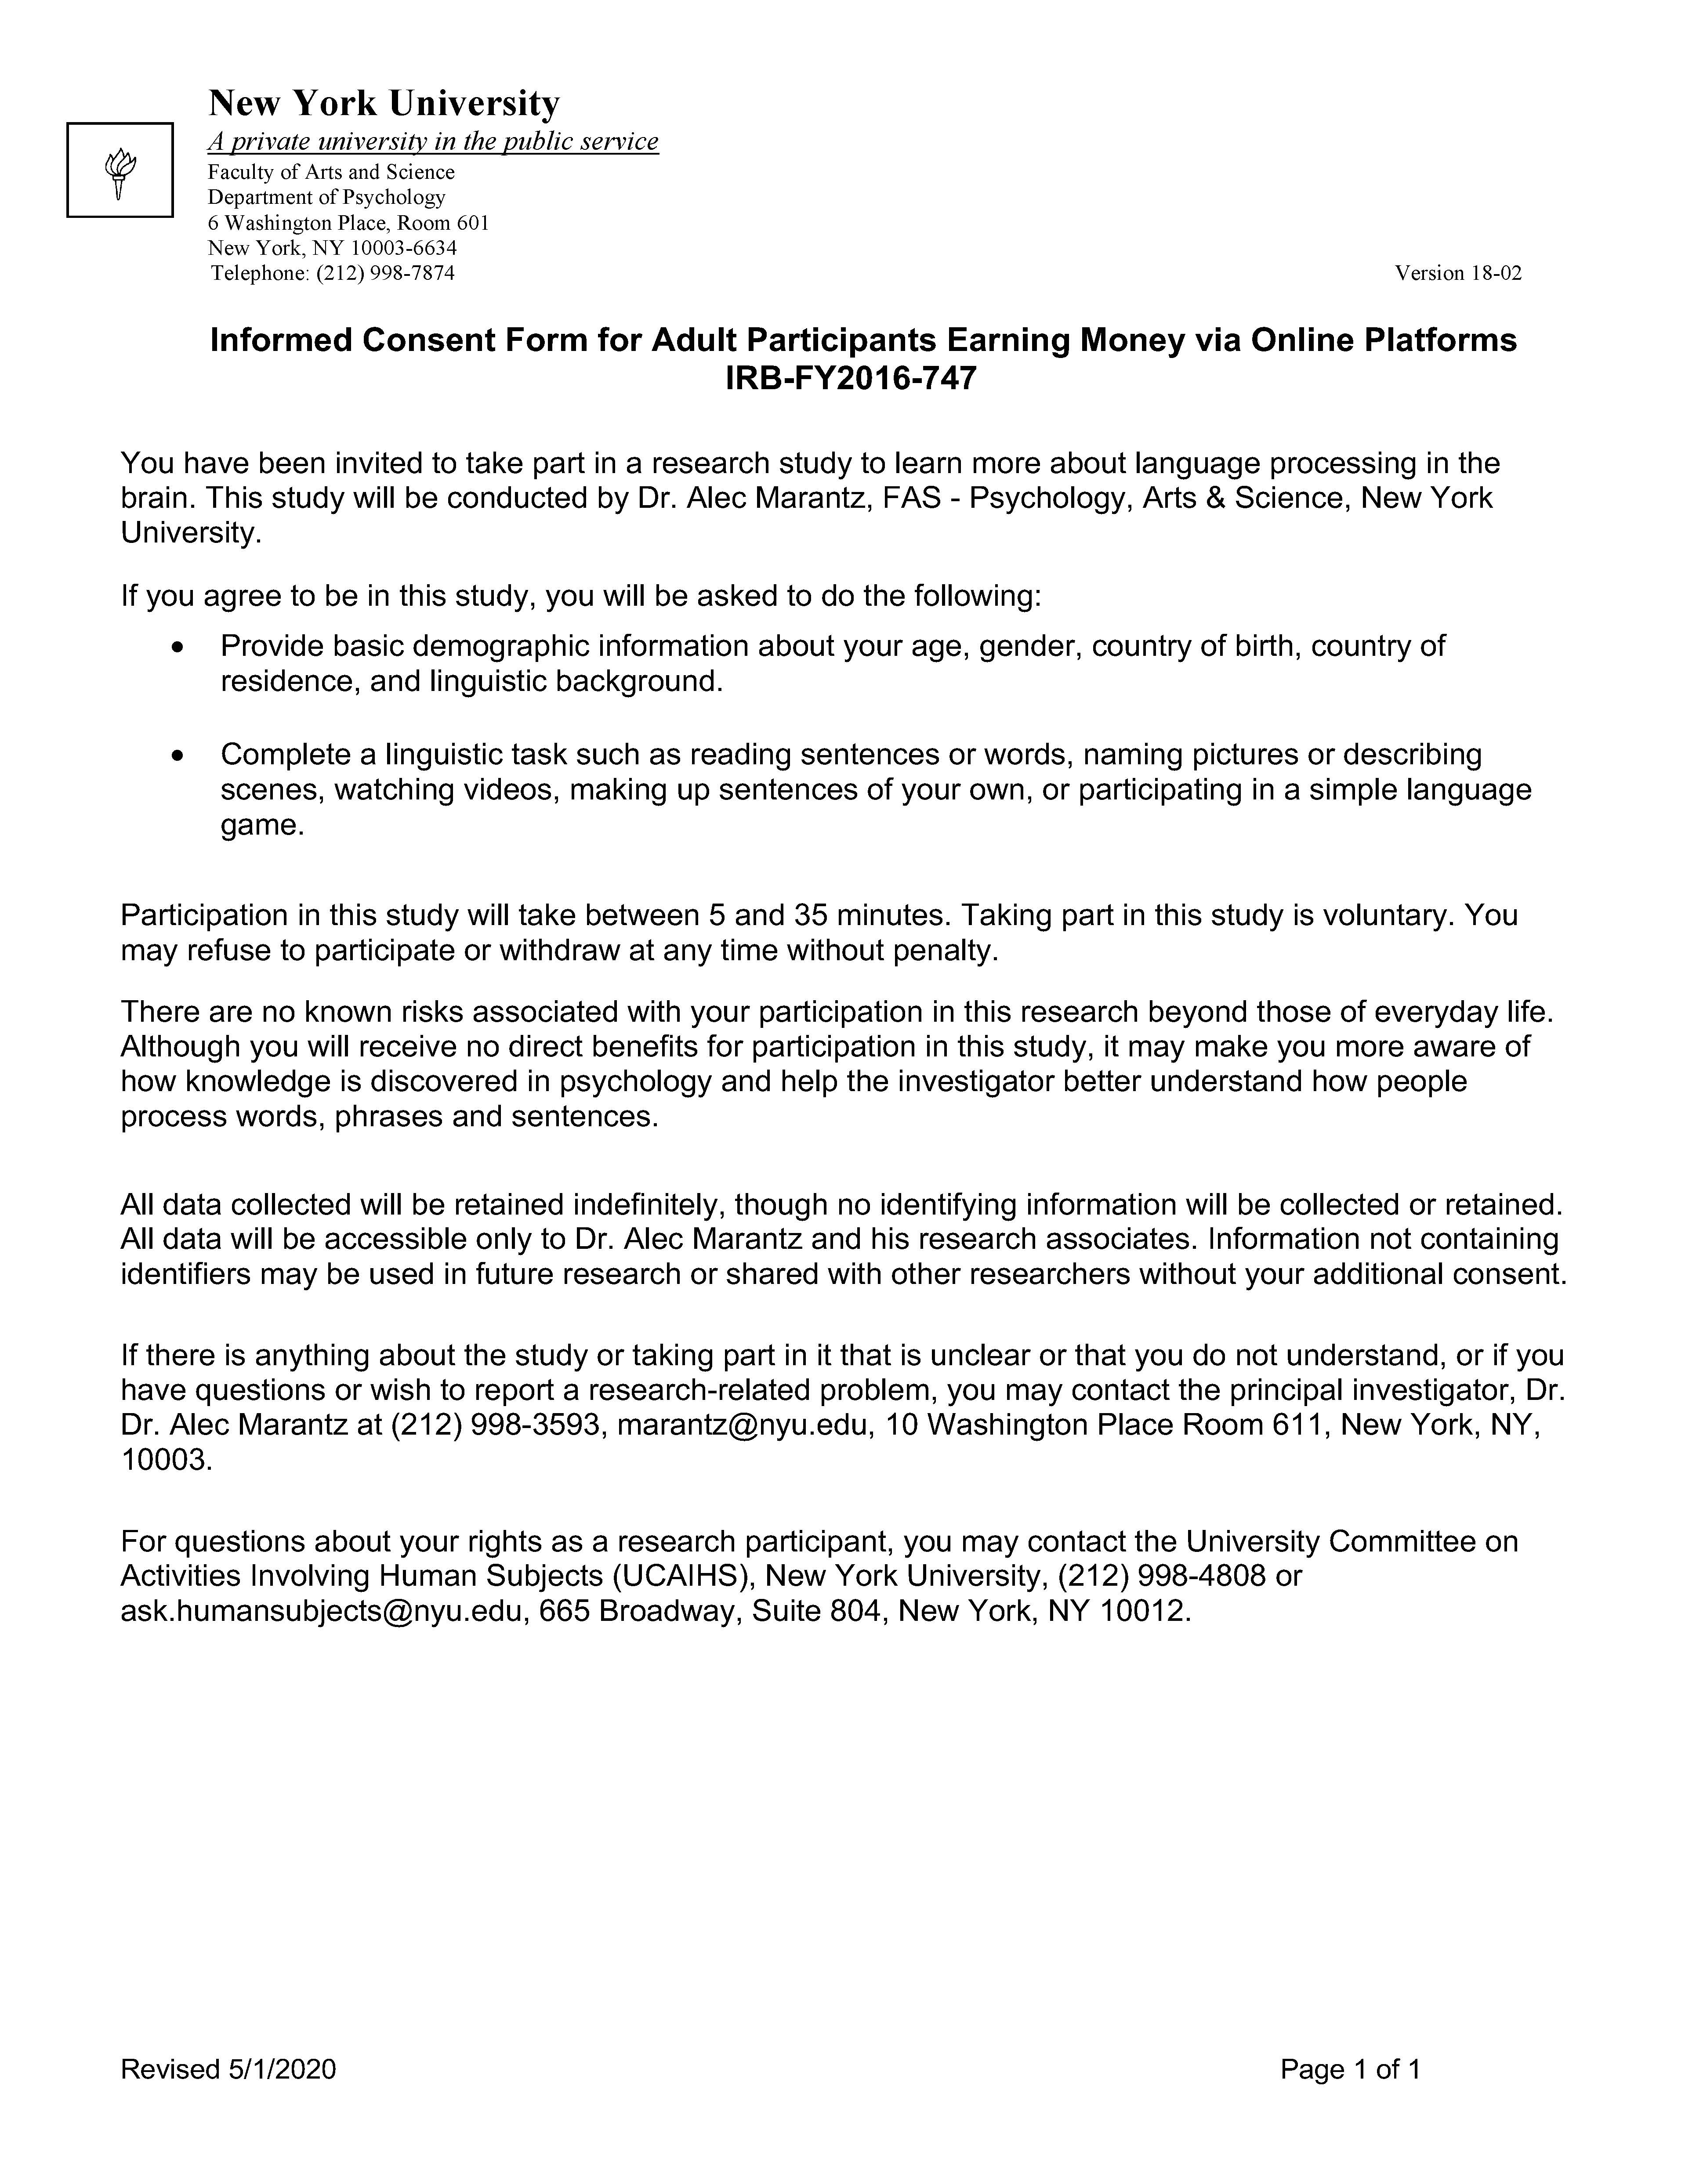 New York University
A private university in the public service
Faculty of Arts and Science
Department of Psychology
6 Washington Place, Room 601
New York, NY 10003-6634
Telephone: (212) 998-7874
Version 18-02
Informed Consent Form for Adult Participants Earning Money via Online Platforms
IRB-FY2016-747
You have been invited to take part in a research study to learn more about language processing in the
brain. This study will be conducted by Dr. Alec Marantz, FAS - Psychology, Arts & Science, New York
University.
If you agree to be in this study, you will be asked to do the following:
• Provide basic demographic information about your age, gender, country of birth, country of
residence, and linguistic background.
• Complete a linguistic task such as reading sentences or words, naming pictures or describing
scenes, watching videos, making up sentences of your own, or participating in a simple language
game.
Participation in this study will take between 5 and 35 minutes. Taking part in this study is voluntary. You
may refuse to participate or withdraw at any time without penalty.
There are no known risks associated with your participation in this research beyond those of everyday life.
Although you will receive no direct benefits for participation in this study, it may make you more aware of
how knowledge is discovered in psychology and help the investigator better understand how people
process words, phrases and sentences.
All data collected will be retained indefinitely, though no identifying information will be collected or retained.
All data will be accessible only to Dr. Alec Marantz and his research associates. Information not containing
identifiers may be used in future research or shared with other researchers without your additional consent.
If there is anything about the study or taking part in it that is unclear or that you do not understand, or if you
have questions or wish to report a research-related problem, you may contact the principal investigator, Dr.
Dr. Alec Marantz at (212) 998-3593, marantz@nyu.edu, 10 Washington Place Room 611, New York, NY,
10003.
For questions about your rights as a research participant, you may contact the University Committee on
Activities Involving Human Subjects (UCAIHS), New York University, (212) 998-4808 or
ask.humansubjects@nyu.edu, 665 Broadway, Suite 804, New York, NY 10012.
Revised 5/1/2020
Page 1 of 1